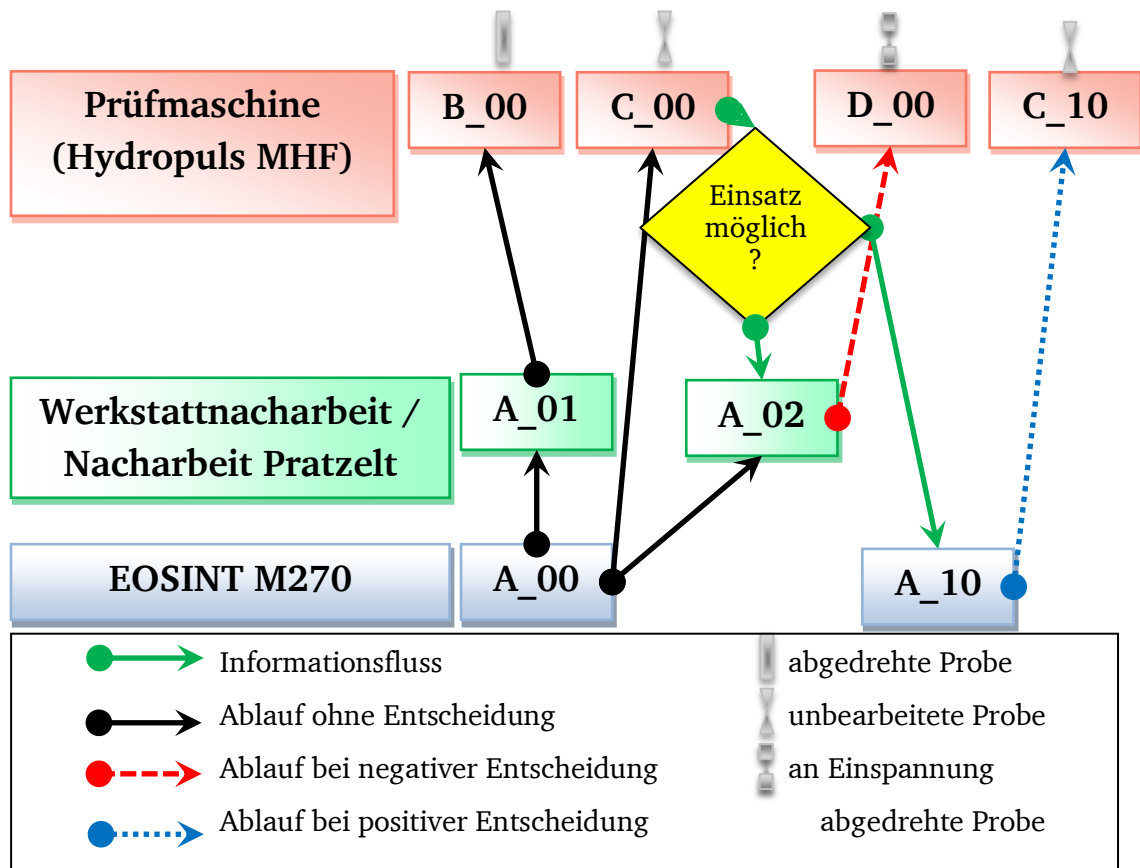 Prüfmaschine
(Hydropuls MHF)
B_00
C_00
D_00
C_10
Einsatz
möglich
?
Werkstattnacharbeit /
Nacharbeit Pratzelt
A_01
A_02
EOSINT M270
A_00
A_10
Informationsfluss
Ablauf ohne Entscheidung
Ablauf bei negativer Entscheidung
Ablauf bei positiver Entscheidung
abgedrehte Probe
unbearbeitete Probe
an Einspannung
abgedrehte Probe